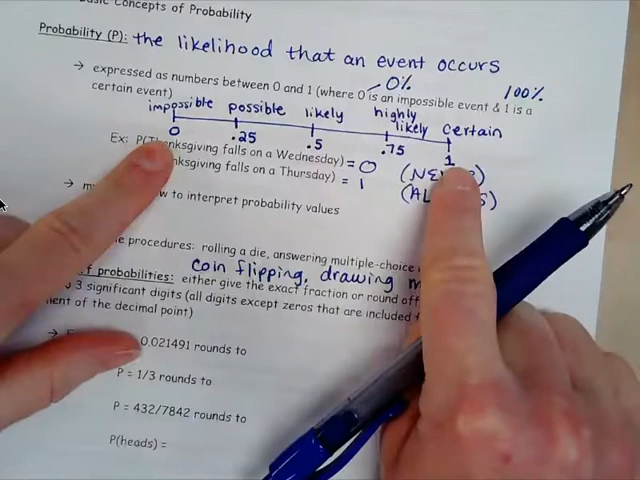 Basic Concepts of Probability
Probability (P): the likelihood that an event occurs
→ expressed as numbers between 0 and 1 (where 0 is an impossible event & 1 is a
certain event)
0%
100%
impossible possible likely highly likely certain
0 .25 .5 .75 1
Ex: P(Thanksgiving falls on a Wednesday) = 0
Thanksgiving falls on a Thursday) = 1
→ to interpret probability values
procedures: rolling a die, answering multiple-choice
coin flipping, drawing
of probabilities: either give the exact fraction or round off
3 significant digits (all digits except zeros that are included
of the decimal point)
0.021491 rounds to
P = 1/3 rounds to
P = 432/7842 rounds to
P(heads) =